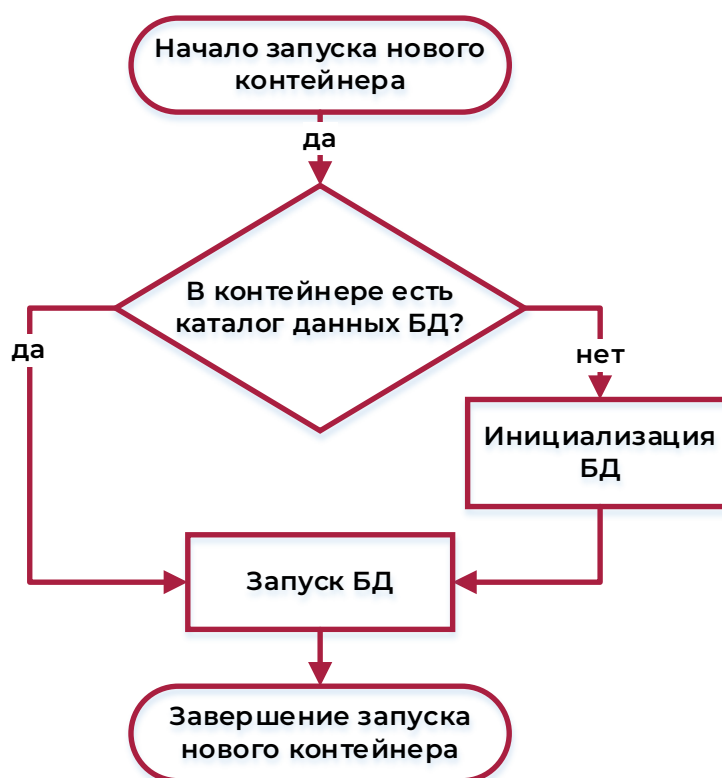 Начало запуска нового
контейнера
да
В контейнере есть
каталог данных БД?
да
нет
Инициализация
БД
Запуск БД
Завершение запуска
нового контейнера